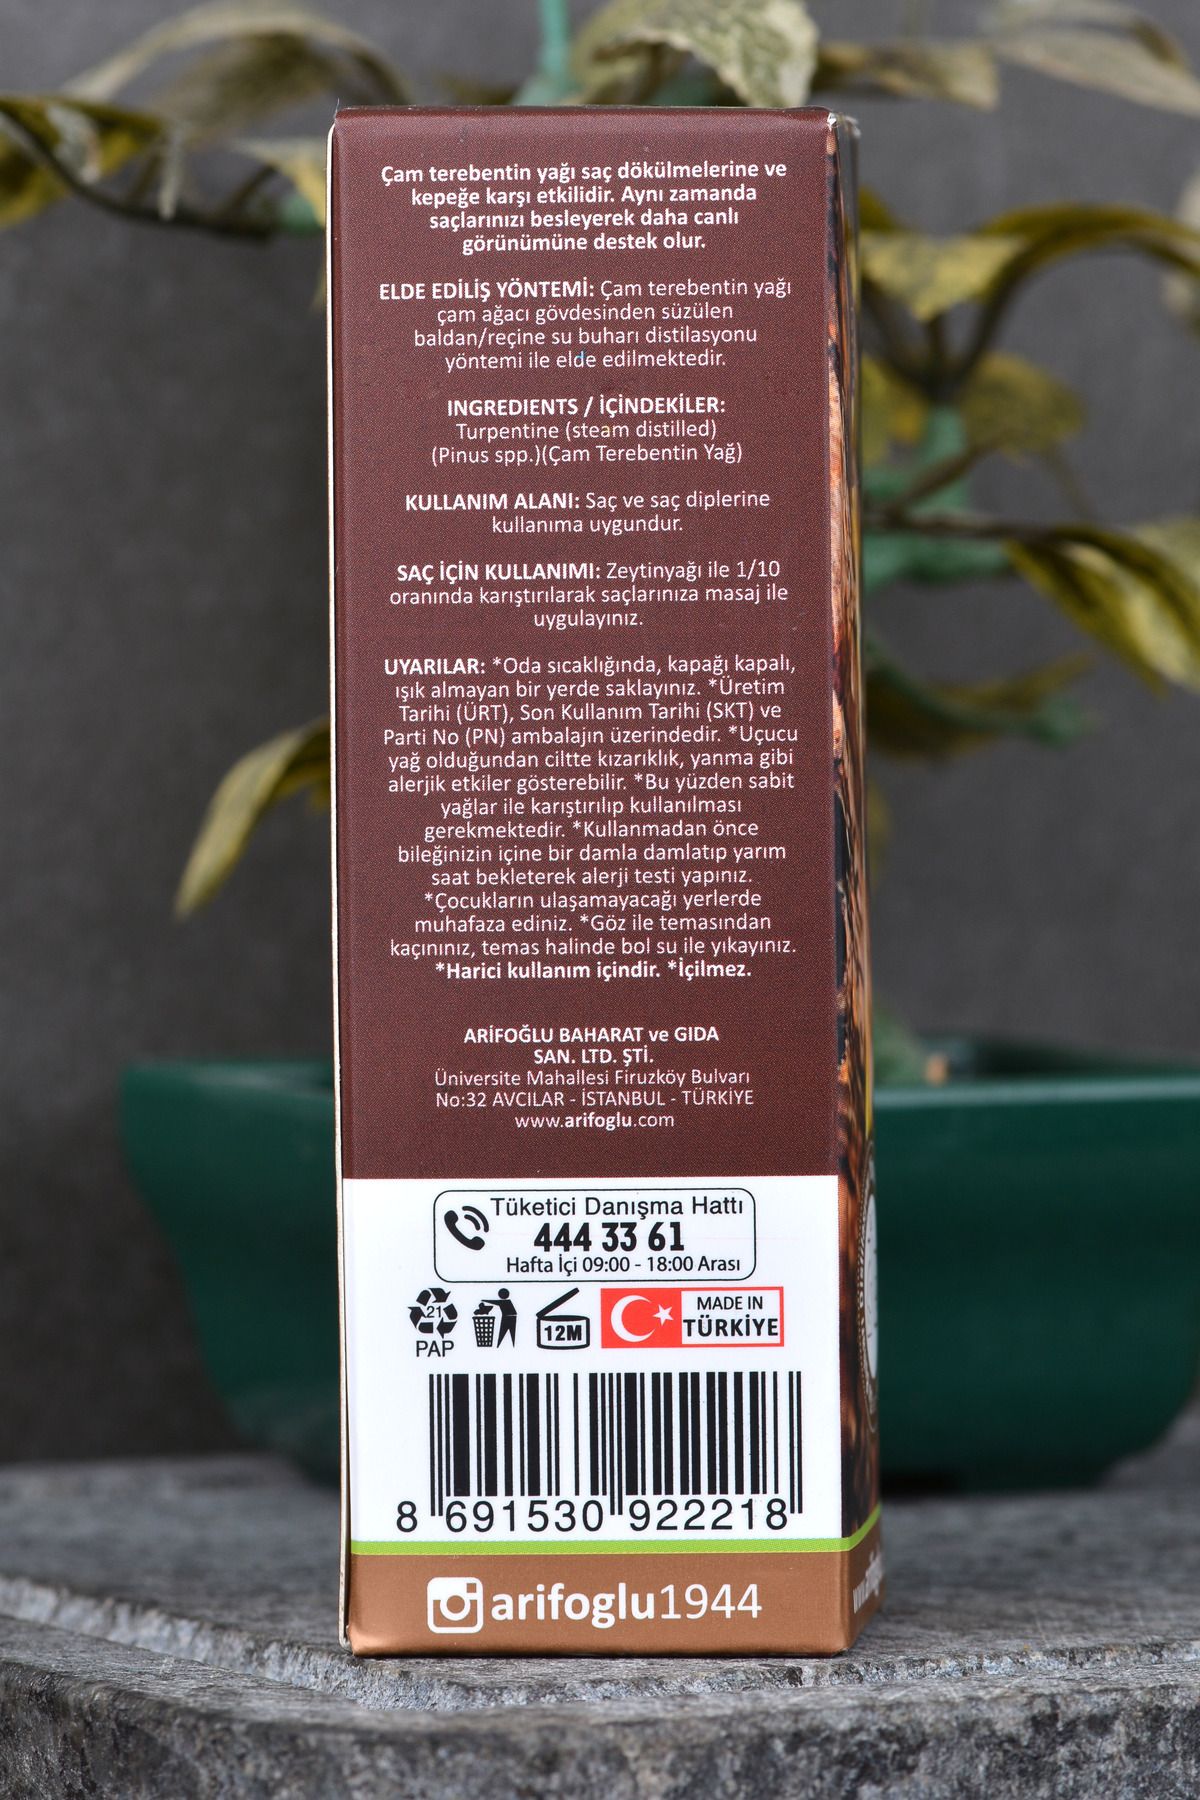 Çam terebentin yağı saç dökülmelerine ve
kepeğe karşı etkilidir. Aynı zamanda
saçlarınızı besleyerek daha canlı
görünümüne destek olur.
ELDE EDİLİŞ YÖNTEMİ: Çam terebentin yağı
çam ağacı gövdesinden süzülen
baldan/reçine su buharı distilasyonu
yöntemi ile elde edilmektedir.
INGREDIENTS / İÇİNDEKİLER:
Turpentine (steam distilled)
(Pinus spp.)(Çam Terebentin Yağ)
KULLANIM ALANI: Saç ve saç diplerine
kullanıma uygundur.
SAÇ İÇİN KULLANIMI: Zeytinyağı ile 1/10
oranında karıştırılarak saçlarınıza masaj ile
uygulayınız.
UYARILAR: *Oda sıcaklığında, kapağı kapalı,
ışık almayan bir yerde saklayınız. *Üretim
Tarihi (ÜRT), Son Kullanım Tarihi (SKT) ve
Parti No (PN) ambalajın üzerindedir. *Uçucu
yağ olduğundan ciltte kızarıklık, yanma gibi
alerjik etkiler gösterebilir. *Bu yüzden sabit
yağlar ile karıştırılıp kullanılması
gerekmektedir. *Kullanmadan önce
bileğinizin içine bir damla damlatıp yarım
saat bekleterek alerji testi yapınız.
*Çocukların ulaşamayacağı yerlerde
muhafaza ediniz. *Göz ile temasından
kaçınınız, temas halinde bol su ile yıkayınız.
*Harici kullanım içindir. *İçilmez.
ARİFOĞLU BAHARAT ve GIDA
SAN. LTD. ŞTİ.
Üniversite Mahallesi Firuzköy Bulvarı
No:32 AVCILAR - İSTANBUL - TÜRKİYE
www.arifoglu.com
Tüketici Danışma Hattı
444 33 61
Hafta İçi 09:00 - 18:00 Arası
21
PAP
12M
MADE IN
TÜRKİYE
8 691530 922218
arifoglu1944